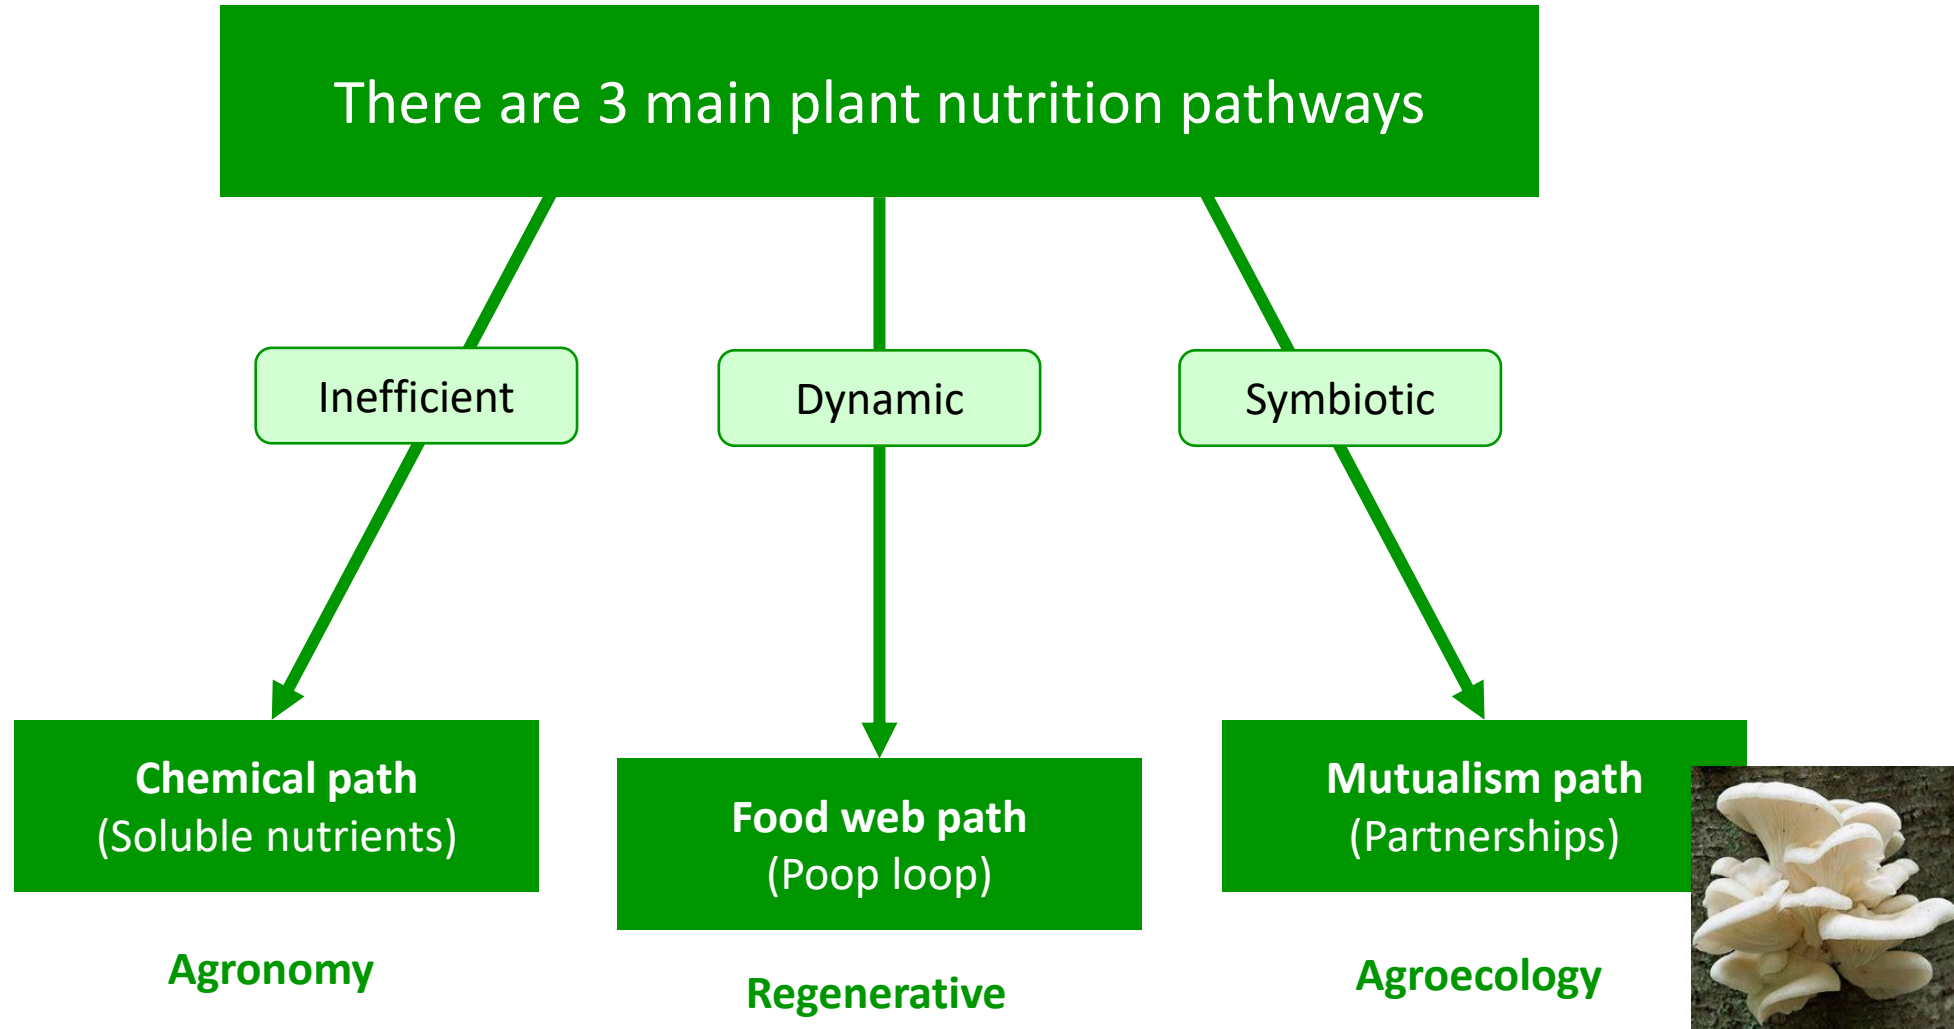 There are 3 main plant nutrition pathways
Inefficient
Dynamic
Symbiotic
Chemical path
(Soluble nutrients)
Food web path
(Poop loop)
Mutualism path
(Partnerships)
Agronomy
Regenerative
Agroecology